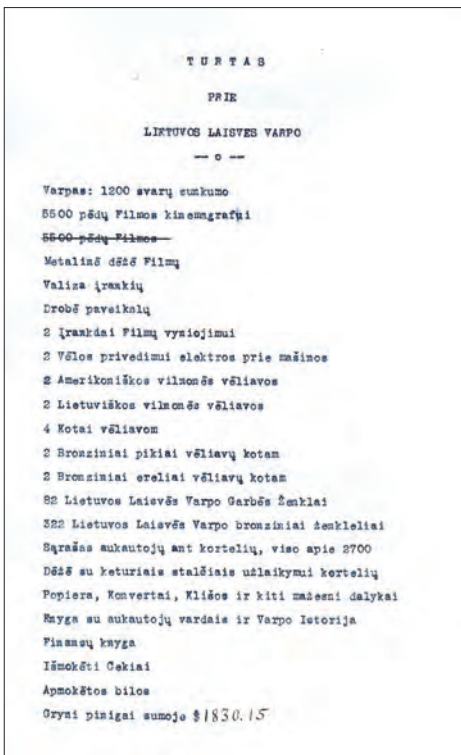 TURTAS
PRIE
LIETUVOS LAISVĖS VARPO
-- o --
Varpas: 1200 svarų sunkumo
5500 pėdų Filmos kinemagrafui
5500 pėdų Filmos
Metalinė dėžė Filmų
Valiza įrankių
Drobė paveikslų
2 Įrankiai Filmų vyniojimui
2 Vėlos privedimui elektros prie mašinos
2 Amerikoniškos vilnonės vėliavos
2 Lietuviškos vilnonės vėliavos
4 Kotai vėliavom
2 Bronziniai pikiai vėliavų kotam
2 Bronziniai ereliai vėliavų kotam
82 Lietuvos Laisvės Varpo Garbės Ženklai
322 Lietuvos Laisvės Varpo bronziniai ženkleliai
Sąrašas aukautojų ant kortelių, viso apie 2700
Dėžė su keturiais stalčiais užlaikymui kortelių
Popiera, Konvertai, Klišos ir kiti mažesni dalykai
Knyga su aukautojų vardais ir Varpo Istorija
Finansų knyga
Išmokėti Čekiai
Apmokėtos bilos
Gryni pinigai sumoje $1830.15